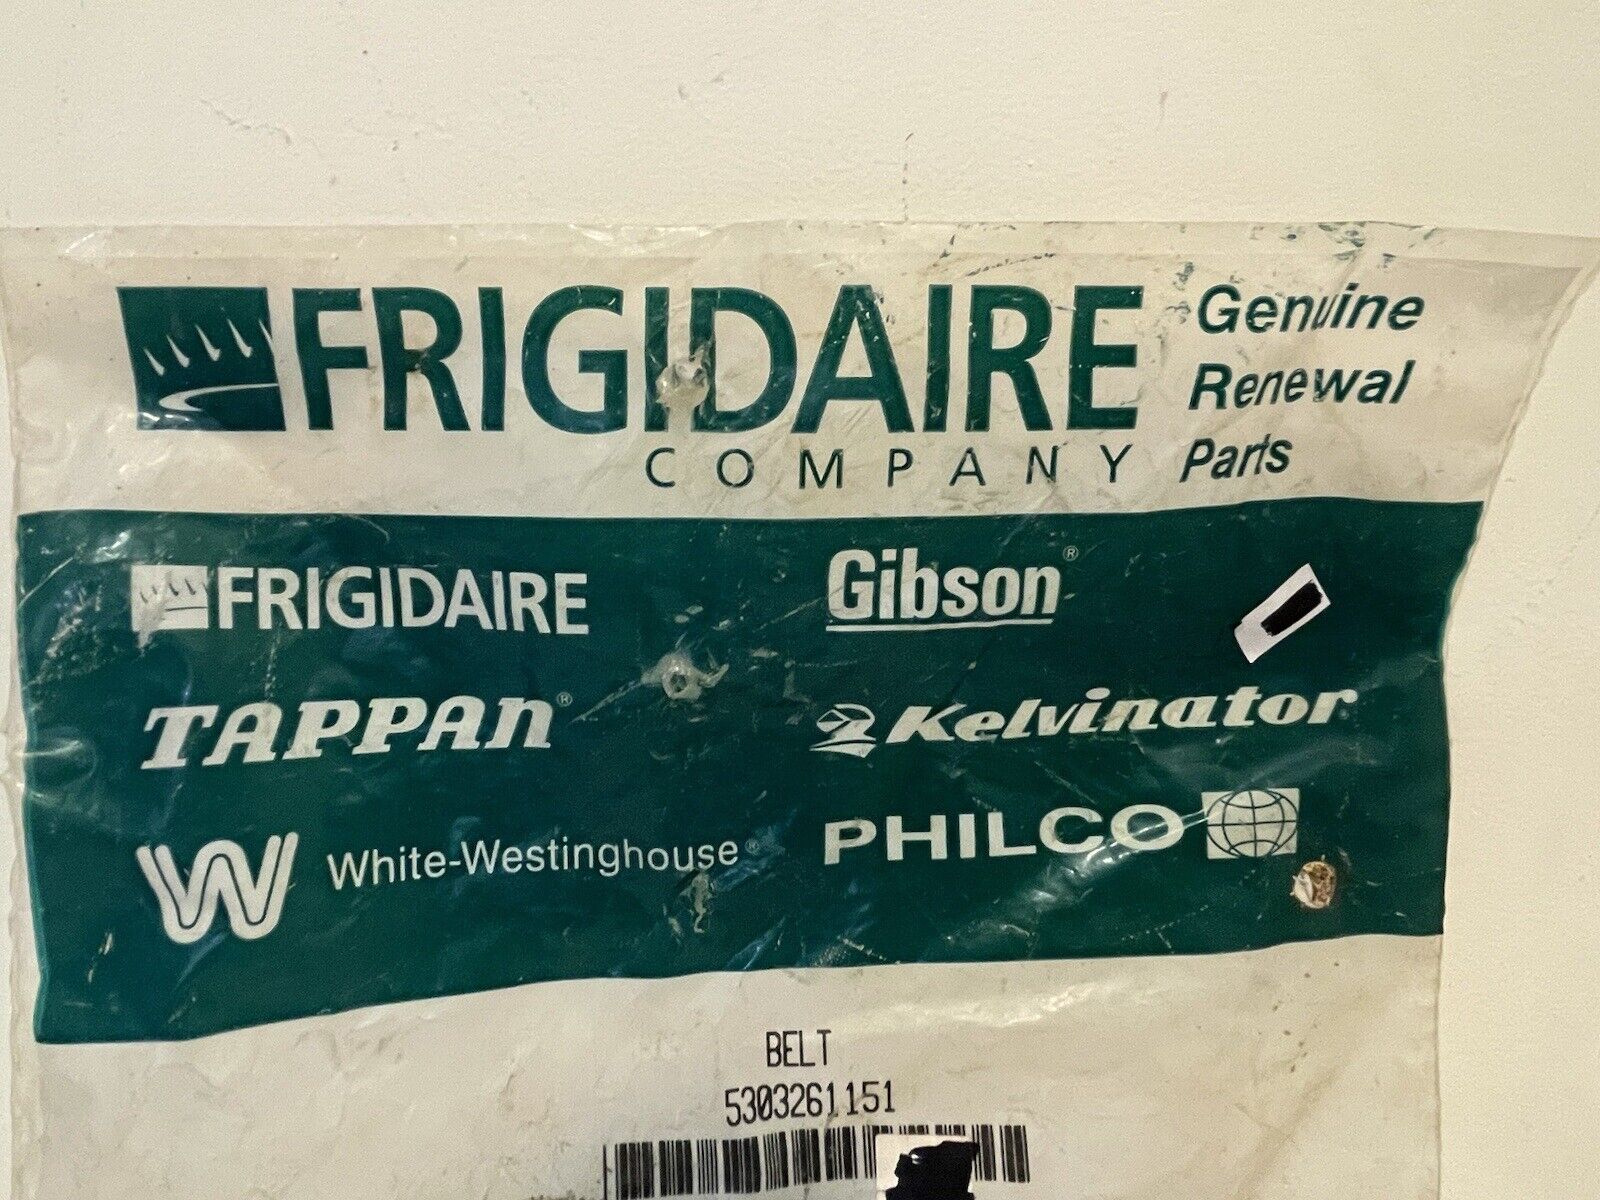 FRIGIDAIRE
COMPANY
Genuine
Renewal
Parts
FRIGIDAIRE
Gibson®
TAPPAN®
Kelvinator®
White-Westinghouse®
PHILCO
BELT
5303261151